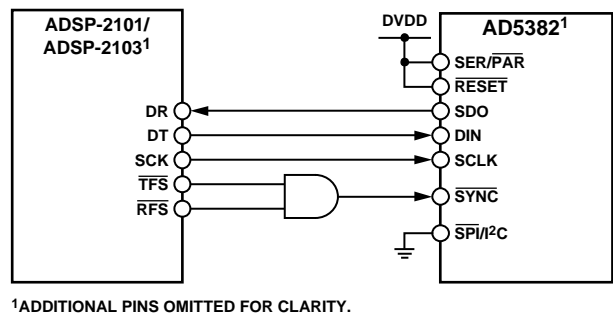 ADSP-2101/
ADSP-2103¹
DR
DT
SCK
TFS
RFS
DVDD
AD5382¹
SER/PAR
RESET
SDO
DIN
SCLK
SYNC
SPI/I²C
¹ADDITIONAL PINS OMITTED FOR CLARITY.